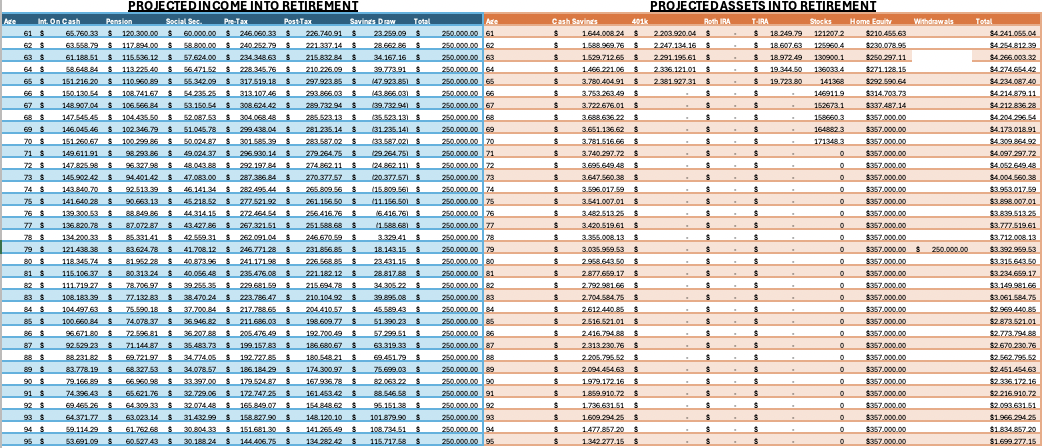 PROJECTED INCOME INTO RETIREMENT PROJECTED ASSETS INTO RETIREMENT
Age Int. On Cash Pension Social Sec. Pre-Tax Post-Tax Savings Draw Total Age Cash Savings 401k Roth IRA T-IRA Stocks Home Equity Withdrawals Total
61 $ 65,760.33 $ 120,300.00 $ 60,000.00 $ 246,060.33 $ 226,740.91 $ 23,259.09 $ 250,000.00 61 $ 1,644,008.24 $ 2,203,920.04 $ - $ 18,249.79 121207.2 $210,455.63 $4,241,055.04
62 $ 63,558.79 $ 117,894.00 $ 58,800.00 $ 240,252.79 $ 221,337.14 $ 28,662.86 $ 250,000.00 62 $ 1,588,969.76 $ 2,247,134.16 $ - $ 18,607.63 125960.4 $230,078.95 $4,254,812.39
63 $ 61,188.51 $ 115,536.12 $ 57,624.00 $ 234,348.63 $ 215,832.84 $ 34,167.16 $ 250,000.00 63 $ 1,529,712.65 $ 2,291,195.61 $ - $ 18,972.49 130900.1 $250,297.11 $4,266,003.32
64 $ 58,648.84 $ 113,225.40 $ 56,471.52 $ 228,345.76 $ 210,226.09 $ 39,773.91 $ 250,000.00 64 $ 1,466,221.06 $ 2,336,121.01 $ - $ 19,344.50 136033.4 $271,128.15 $4,274,654.42
65 $ 151,216.20 $ 110,960.89 $ 55,342.09 $ 317,519.18 $ 297,923.85 $ (47,923.85) $ 250,000.00 65 $ 3,780,404.91 $ 2,381,927.31 $ - $ 19,723.80 141368 $292,590.64 $4,234,087.40
66 $ 150,130.54 $ 108,741.67 $ 54,235.25 $ 313,107.46 $ 293,866.03 $ (43,866.03) $ 250,000.00 66 $ 3,753,263.49 $ - $ - $ - 146911.9 $314,703.73 $4,214,879.11
67 $ 148,907.04 $ 106,566.84 $ 53,150.54 $ 308,624.42 $ 289,732.94 $ (39,732.94) $ 250,000.00 67 $ 3,722,676.01 $ - $ - $ - 152673.1 $337,487.14 $4,212,836.28
68 $ 147,545.45 $ 104,435.50 $ 52,087.53 $ 304,068.48 $ 285,523.13 $ (35,523.13) $ 250,000.00 68 $ 3,688,636.22 $ - $ - $ - 158660.3 $357,000.00 $4,204,296.54
69 $ 146,045.46 $ 102,346.79 $ 51,045.78 $ 299,438.04 $ 281,235.14 $ (31,235.14) $ 250,000.00 69 $ 3,651,136.62 $ - $ - $ - 164882.3 $357,000.00 $4,173,018.91
70 $ 151,260.67 $ 100,299.86 $ 50,024.87 $ 301,585.39 $ 283,587.02 $ (33,587.02) $ 250,000.00 70 $ 3,781,516.66 $ - $ - $ - 171348.3 $357,000.00 $4,309,864.92
71 $ 149,611.91 $ 98,293.86 $ 49,024.37 $ 296,930.14 $ 279,264.75 $ (29,264.75) $ 250,000.00 71 $ 3,740,297.72 $ - $ - $ - 0 $357,000.00 $4,097,297.72
72 $ 147,825.98 $ 96,327.98 $ 48,043.88 $ 292,197.84 $ 274,862.11 $ (24,862.11) $ 250,000.00 72 $ 3,695,649.48 $ - $ - $ - 0 $357,000.00 $4,052,649.48
73 $ 145,902.42 $ 94,401.42 $ 47,083.00 $ 287,386.84 $ 270,377.57 $ (20,377.57) $ 250,000.00 73 $ 3,647,560.38 $ - $ - $ - 0 $357,000.00 $4,004,560.38
74 $ 143,840.70 $ 92,513.39 $ 46,141.34 $ 282,495.44 $ 265,809.56 $ (15,809.56) $ 250,000.00 74 $ 3,596,017.59 $ - $ - $ - 0 $357,000.00 $3,953,017.59
75 $ 141,640.28 $ 90,663.13 $ 45,218.52 $ 277,521.92 $ 261,156.50 $ (11,156.50) $ 250,000.00 75 $ 3,541,007.01 $ - $ - $ - 0 $357,000.00 $3,898,007.01
76 $ 139,300.53 $ 88,849.86 $ 44,314.15 $ 272,464.54 $ 256,416.76 $ (6,416.76) $ 250,000.00 76 $ 3,482,513.25 $ - $ - $ - 0 $357,000.00 $3,839,513.25
77 $ 136,820.78 $ 87,072.87 $ 43,427.86 $ 267,321.51 $ 251,588.68 $ (1,588.68) $ 250,000.00 77 $ 3,420,519.61 $ - $ - $ - 0 $357,000.00 $3,777,519.61
78 $ 134,200.33 $ 85,331.41 $ 42,559.31 $ 262,091.04 $ 246,670.59 $ 3,329.41 $ 250,000.00 78 $ 3,355,008.13 $ - $ - $ - 0 $357,000.00 $3,712,008.13
79 $ 121,438.38 $ 83,624.78 $ 41,708.12 $ 246,771.28 $ 231,856.85 $ 18,143.15 $ 250,000.00 79 $ 3,035,959.53 $ - $ - $ - 0 $357,000.00 $ 250,000.00 $3,392,959.53
80 $ 118,345.74 $ 81,952.28 $ 40,873.96 $ 241,171.98 $ 226,568.85 $ 23,431.15 $ 250,000.00 80 $ 2,958,643.50 $ - $ - $ - 0 $357,000.00 $3,315,643.50
81 $ 115,106.37 $ 80,313.24 $ 40,056.48 $ 235,476.08 $ 221,182.12 $ 28,817.88 $ 250,000.00 81 $ 2,877,659.17 $ - $ - $ - 0 $357,000.00 $3,234,659.17
82 $ 111,719.27 $ 78,706.97 $ 39,255.35 $ 229,681.59 $ 215,694.78 $ 34,305.22 $ 250,000.00 82 $ 2,792,981.66 $ - $ - $ - 0 $357,000.00 $3,149,981.66
83 $ 108,183.39 $ 77,132.83 $ 38,470.24 $ 223,786.47 $ 210,104.92 $ 39,895.08 $ 250,000.00 83 $ 2,704,584.75 $ - $ - $ - 0 $357,000.00 $3,061,584.75
84 $ 104,497.63 $ 75,590.18 $ 37,700.84 $ 217,788.65 $ 204,410.57 $ 45,589.43 $ 250,000.00 84 $ 2,612,440.85 $ - $ - $ - 0 $357,000.00 $2,969,440.85
85 $ 100,660.84 $ 74,078.37 $ 36,946.82 $ 211,686.03 $ 198,609.77 $ 51,390.23 $ 250,000.00 85 $ 2,516,521.01 $ - $ - $ - 0 $357,000.00 $2,873,521.01
86 $ 96,671.80 $ 72,596.81 $ 36,207.88 $ 205,476.49 $ 192,700.49 $ 57,299.51 $ 250,000.00 86 $ 2,416,794.88 $ - $ - $ - 0 $357,000.00 $2,773,794.88
87 $ 92,529.23 $ 71,144.87 $ 35,483.73 $ 199,157.83 $ 186,680.67 $ 63,319.33 $ 250,000.00 87 $ 2,313,230.76 $ - $ - $ - 0 $357,000.00 $2,670,230.76
88 $ 88,231.82 $ 69,721.97 $ 34,774.05 $ 192,727.85 $ 180,548.21 $ 69,451.79 $ 250,000.00 88 $ 2,205,795.52 $ - $ - $ - 0 $357,000.00 $2,562,795.52
89 $ 83,778.19 $ 68,327.53 $ 34,078.57 $ 186,184.29 $ 174,300.97 $ 75,699.03 $ 250,000.00 89 $ 2,094,454.63 $ - $ - $ - 0 $357,000.00 $2,451,454.63
90 $ 79,166.89 $ 66,960.98 $ 33,397.00 $ 179,524.87 $ 167,936.78 $ 82,063.22 $ 250,000.00 90 $ 1,979,172.16 $ - $ - $ - 0 $357,000.00 $2,336,172.16
91 $ 74,396.43 $ 65,621.76 $ 32,729.06 $ 172,747.25 $ 161,453.42 $ 88,546.58 $ 250,000.00 91 $ 1,859,910.72 $ - $ - $ - 0 $357,000.00 $2,216,910.72
92 $ 69,465.26 $ 64,309.33 $ 32,074.48 $ 165,849.07 $ 154,848.62 $ 95,151.38 $ 250,000.00 92 $ 1,736,631.51 $ - $ - $ - 0 $357,000.00 $2,093,631.51
93 $ 64,371.77 $ 63,023.14 $ 31,432.99 $ 158,827.90 $ 148,120.10 $ 101,879.90 $ 250,000.00 93 $ 1,609,294.25 $ - $ - $ - 0 $357,000.00 $1,966,294.25
94 $ 59,114.29 $ 61,762.68 $ 30,804.33 $ 151,681.30 $ 141,265.49 $ 108,734.51 $ 250,000.00 94 $ 1,477,857.20 $ - $ - $ - 0 $357,000.00 $1,834,857.20
95 $ 53,691.09 $ 60,527.43 $ 30,188.24 $ 144,406.75 $ 134,282.42 $ 115,717.58 $ 250,000.00 95 $ 1,342,277.15 $ - $ - $ - 0 $357,000.00 $1,699,277.15